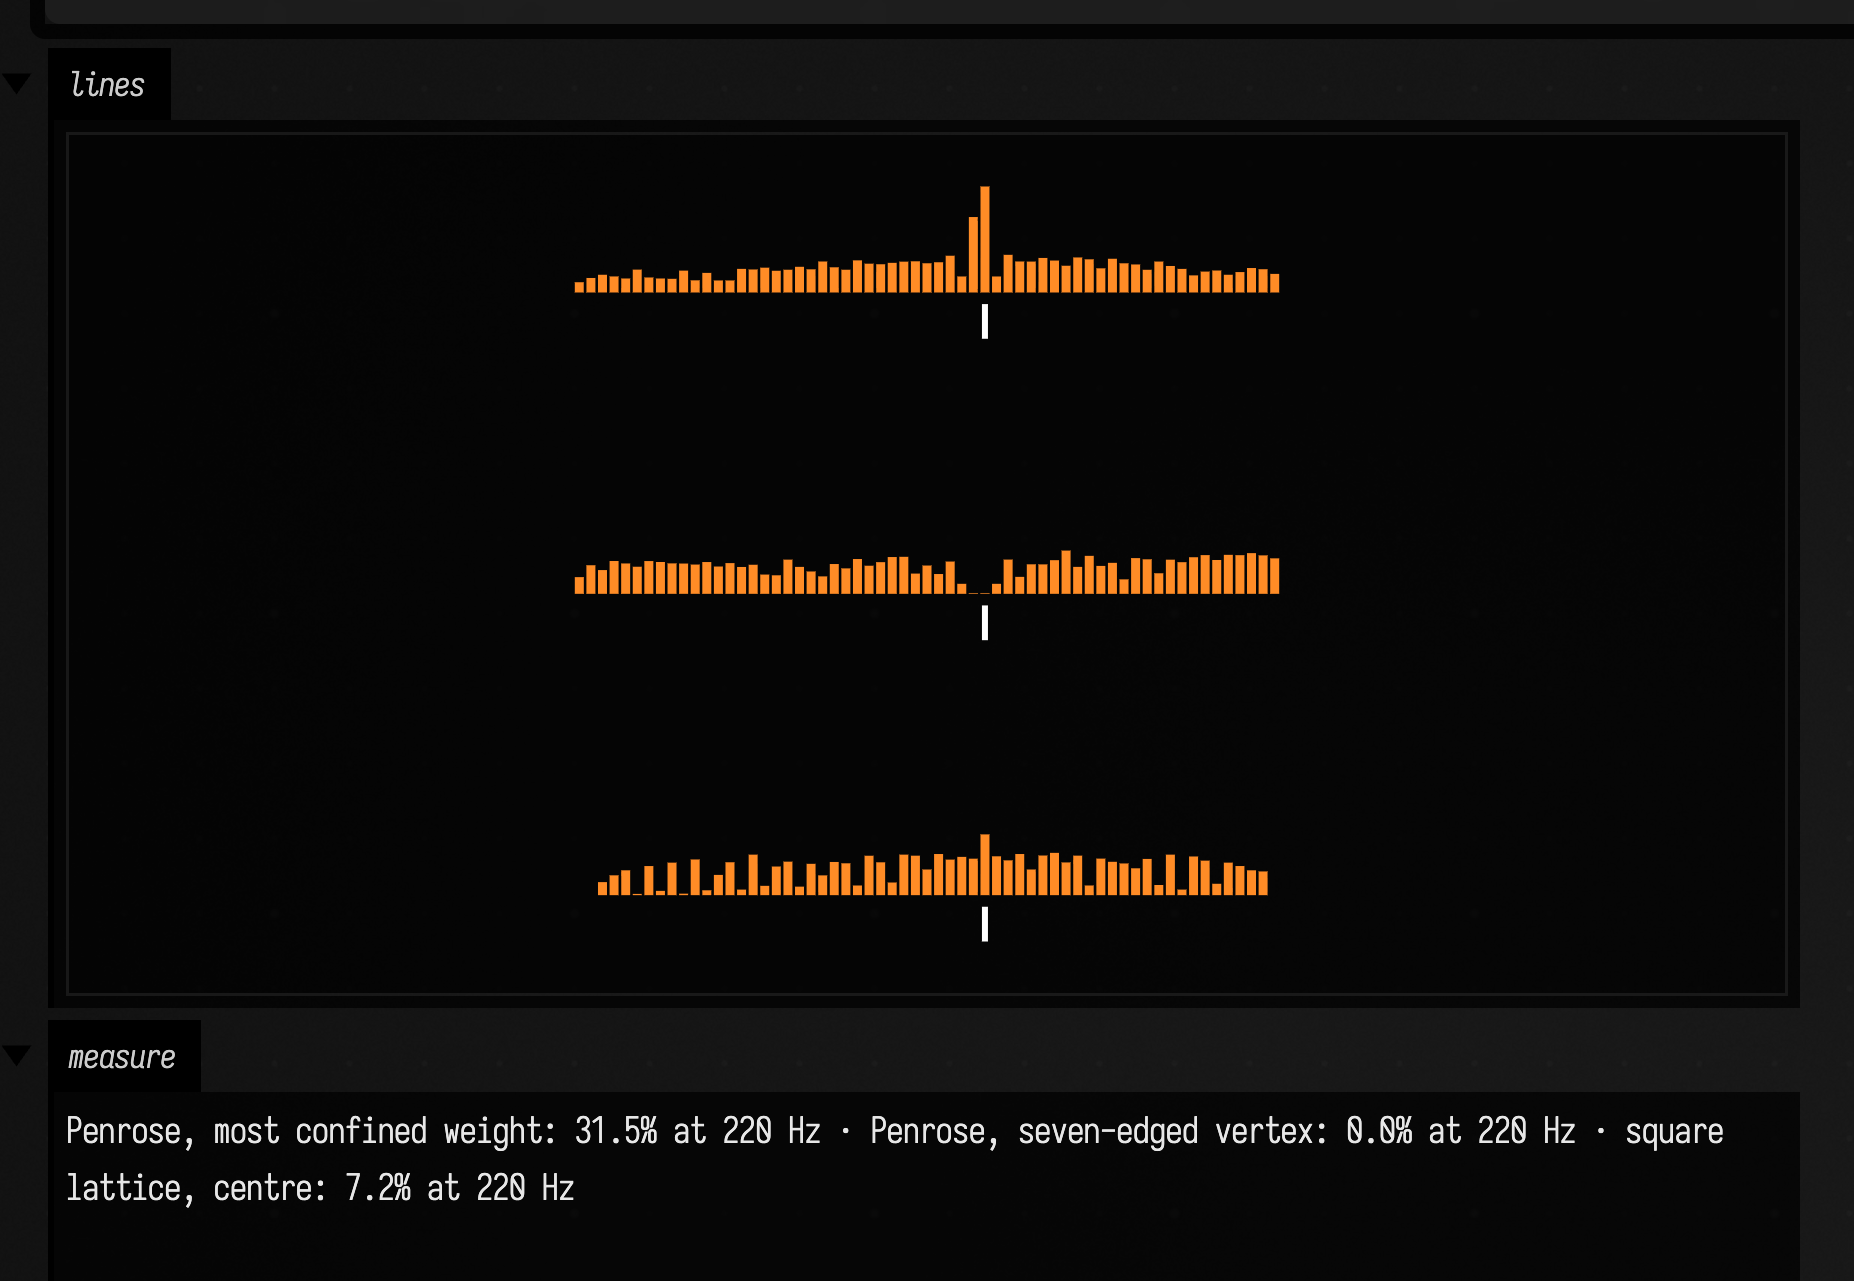 lines
measure
Penrose, most confined weight: 31.5% at 220 Hz · Penrose, seven-edged vertex: 0.0% at 220 Hz · square
lattice, centre: 7.2% at 220 Hz